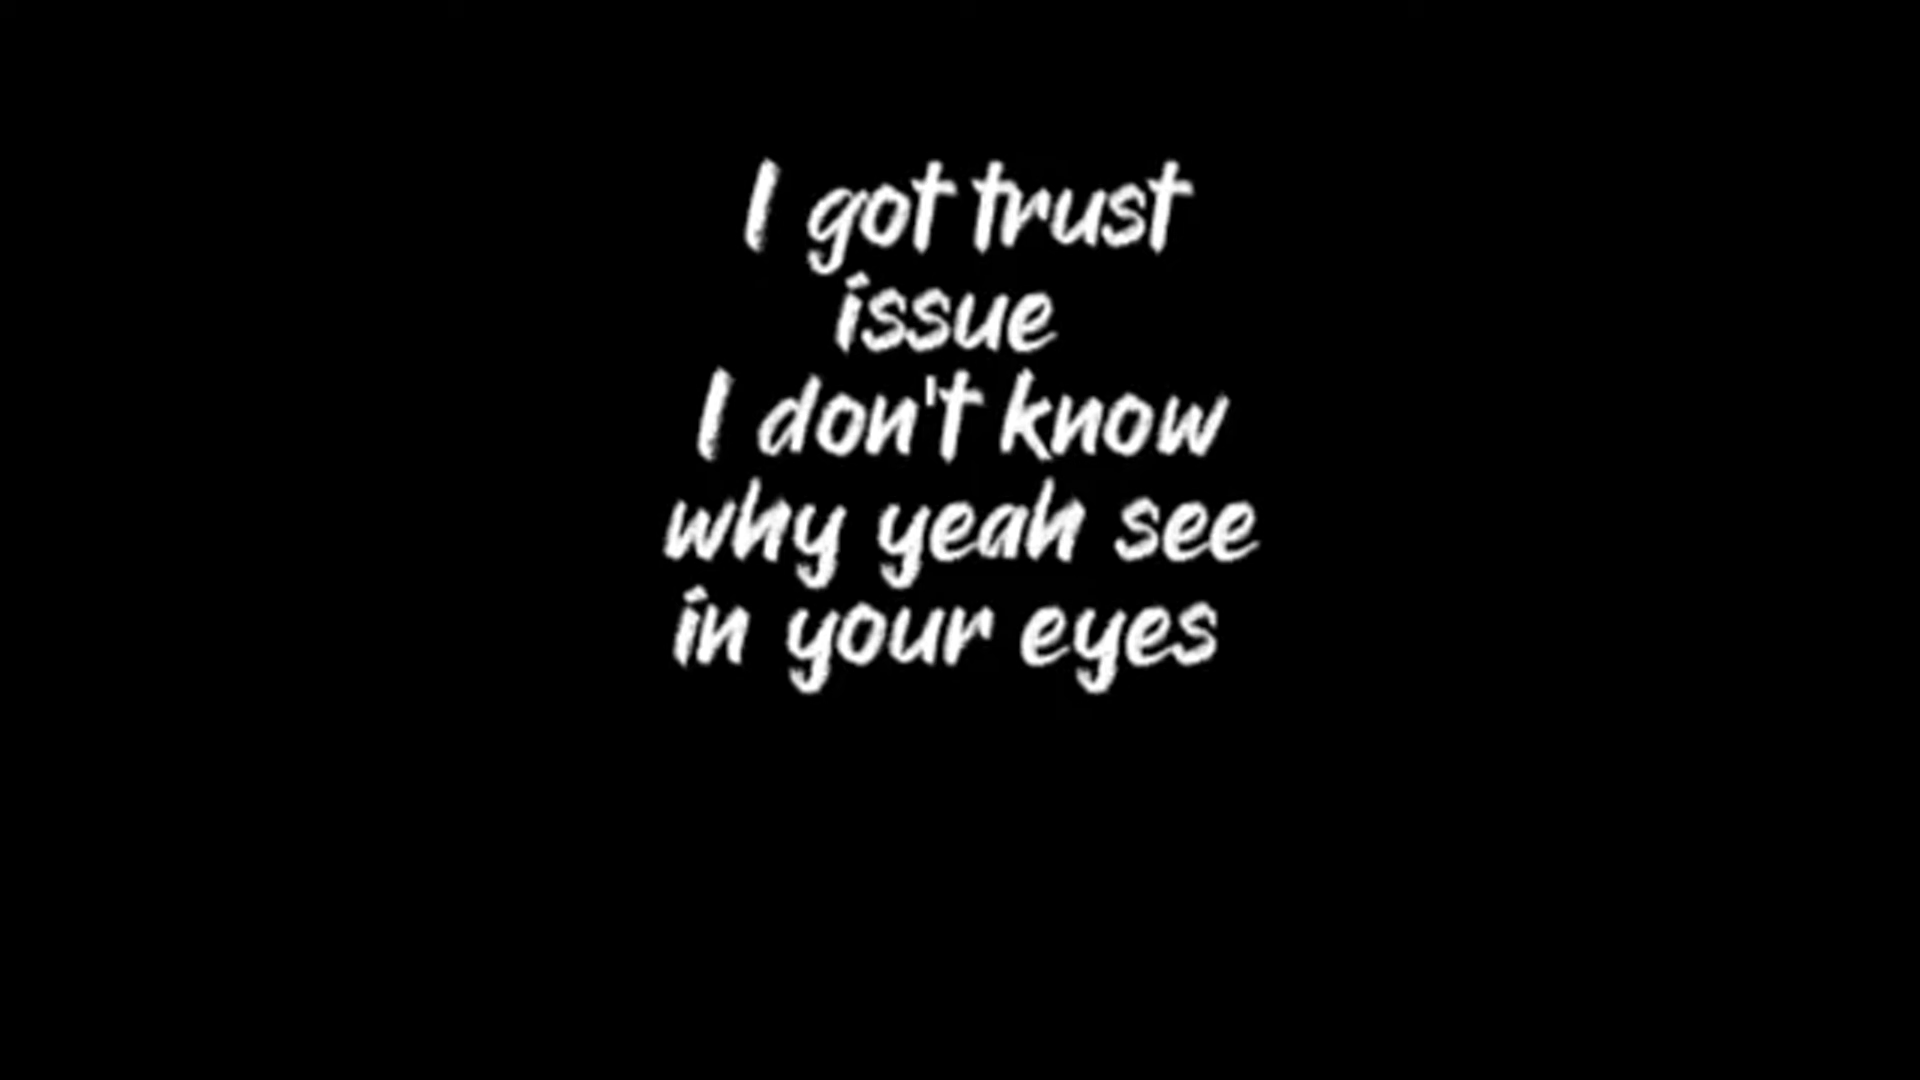 I got trust
issue
I don't know
why yeah see
in your eyes